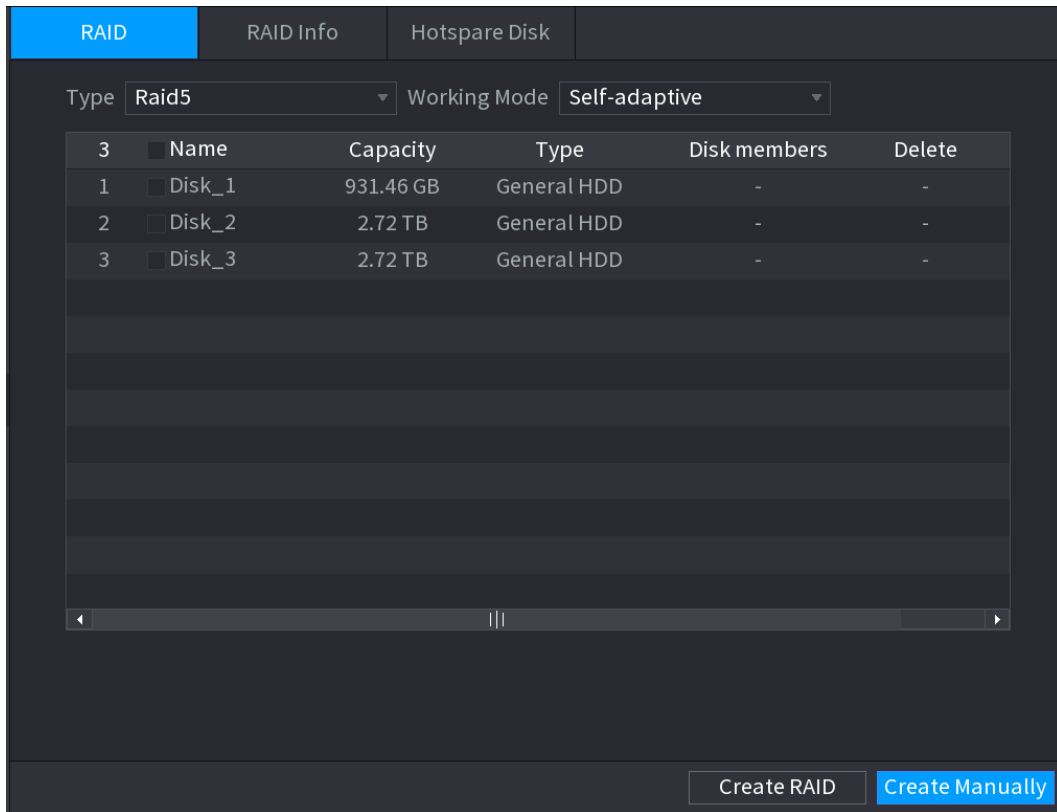 RAID RAID Info Hotspare Disk
Type Raid5 Working Mode Self-adaptive
3 Name Capacity Type Disk members Delete
1 Disk_1 931.46 GB General HDD - -
2 Disk_2 2.72 TB General HDD - -
3 Disk_3 2.72 TB General HDD - -
Create RAID Create Manually